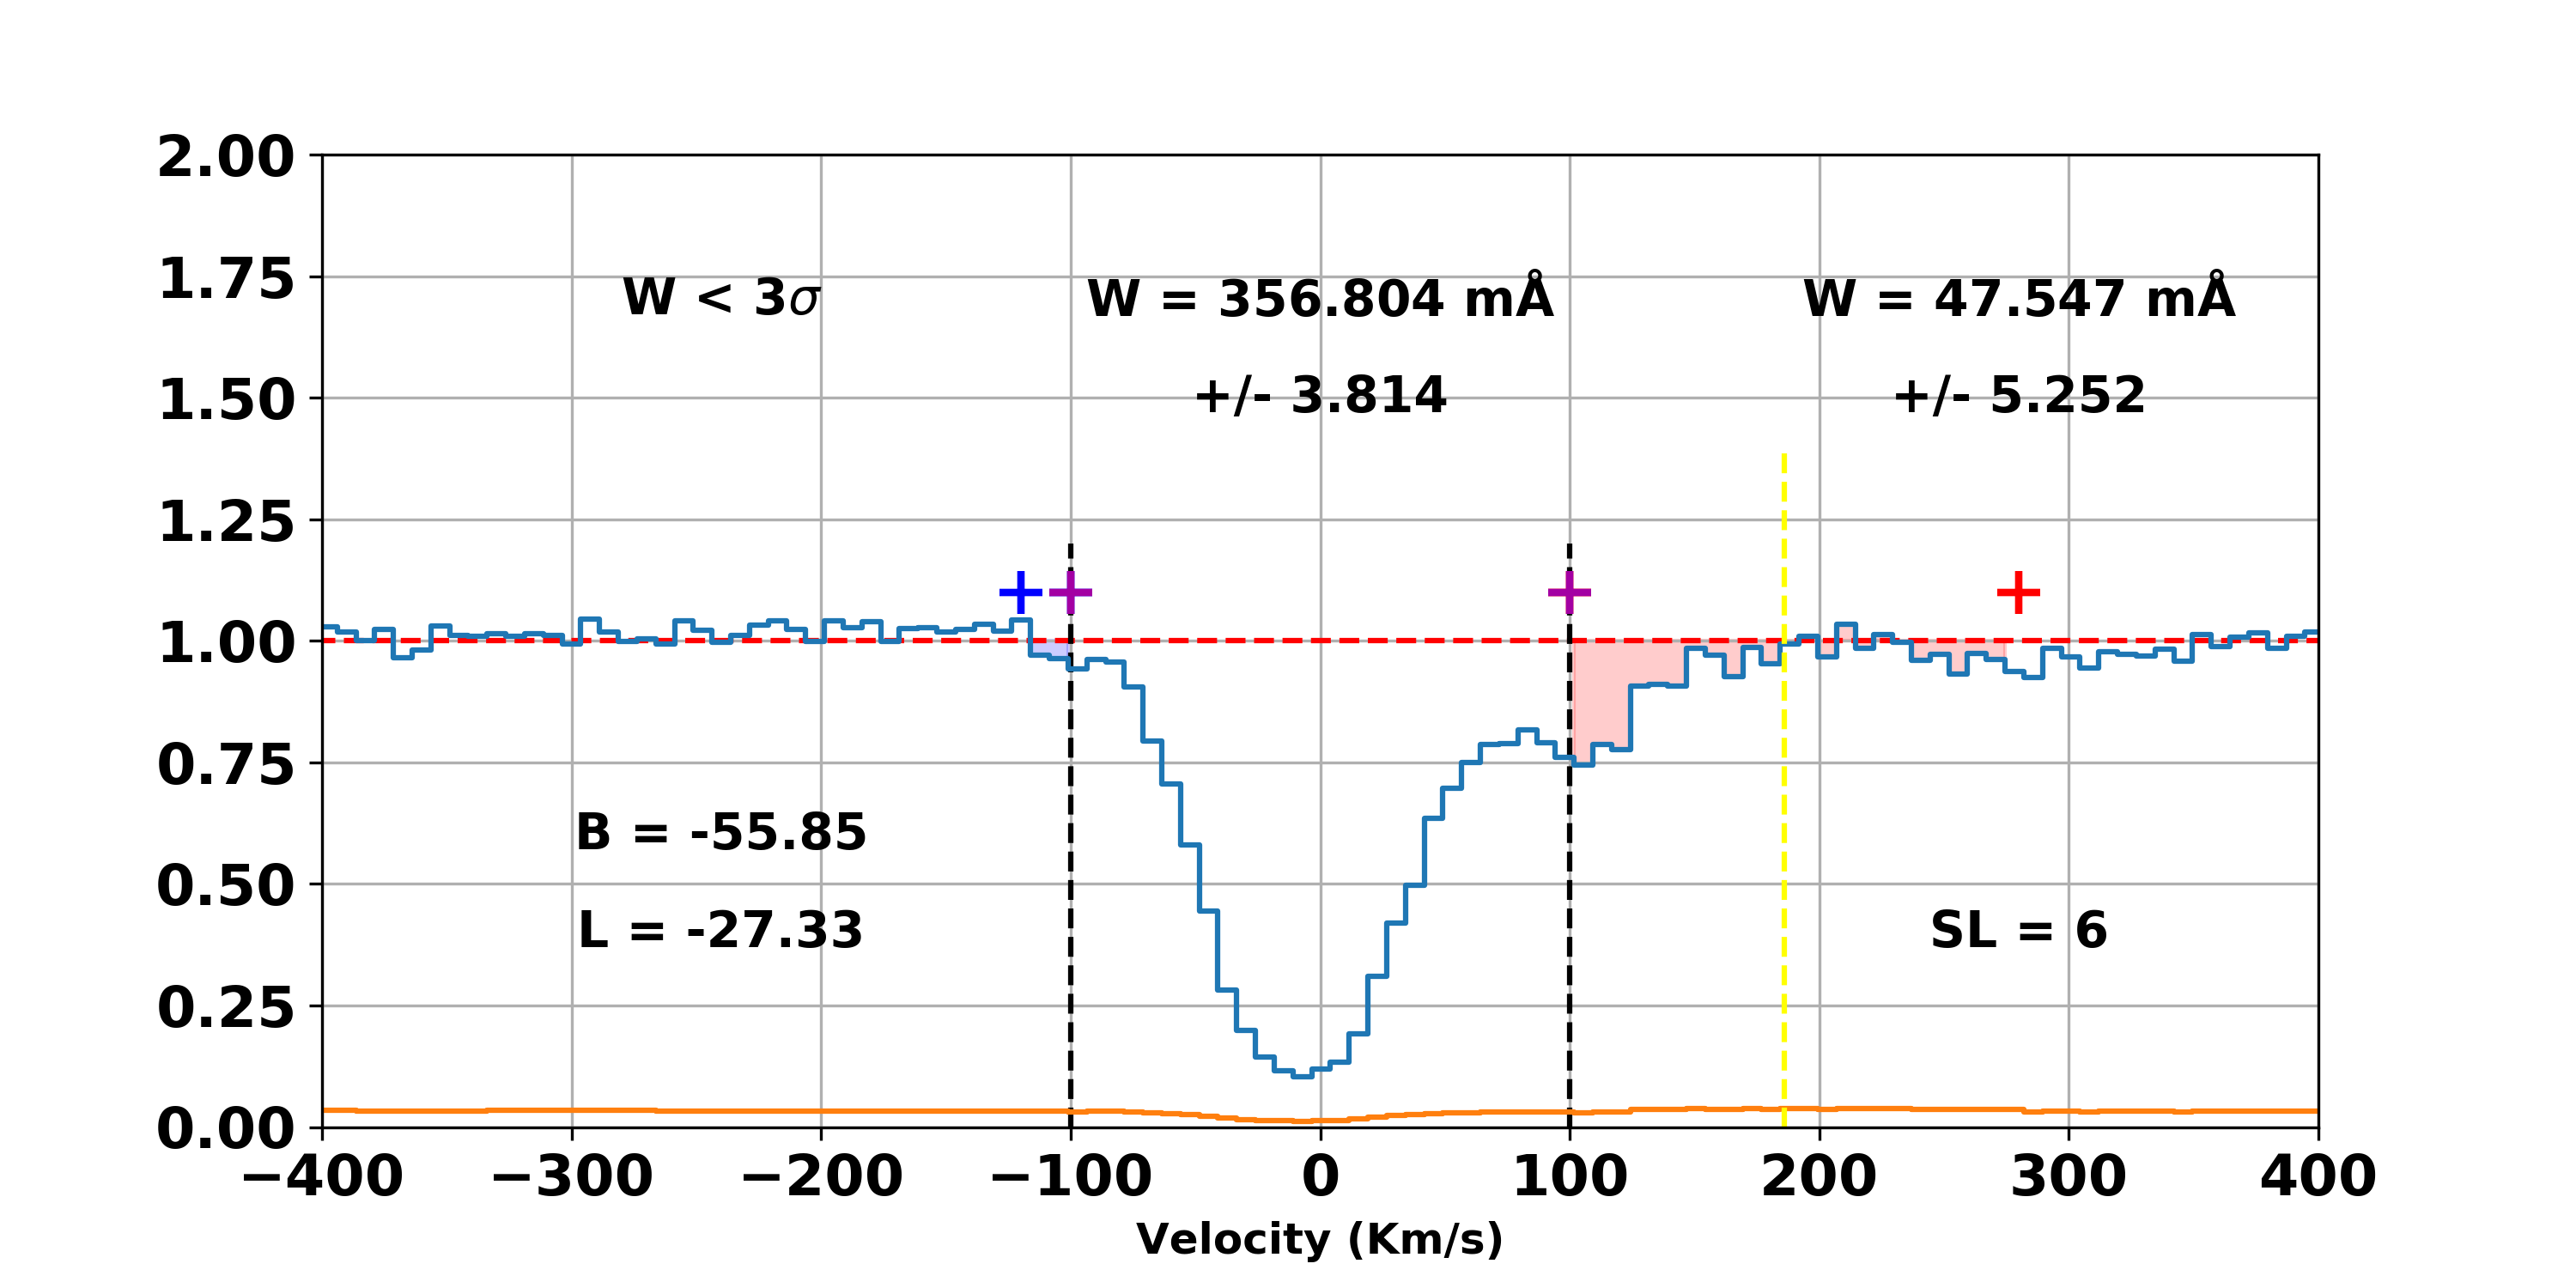 2.00
1.75
1.50
1.25
1.00
0.75
0.50
0.25
0.00
W < 3σ
W = 356.804 mÅ
+/- 3.814
W = 47.547 mÅ
+/- 5.252
B = -55.85
L = -27.33
SL = 6
−400 −300 −200 −100 0 100 200 300 400
Velocity (Km/s)